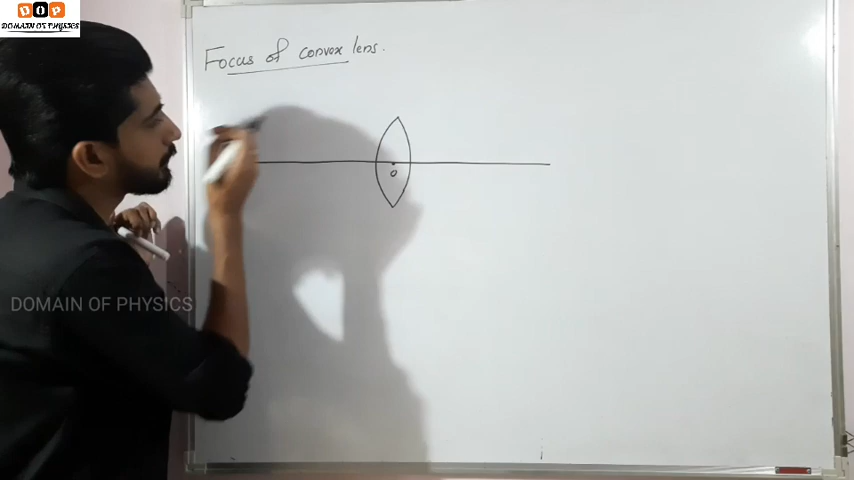 DOP
DOMAIN OF PHYSICS
Focus of convex lens.
O
DOMAIN OF PHYSICS